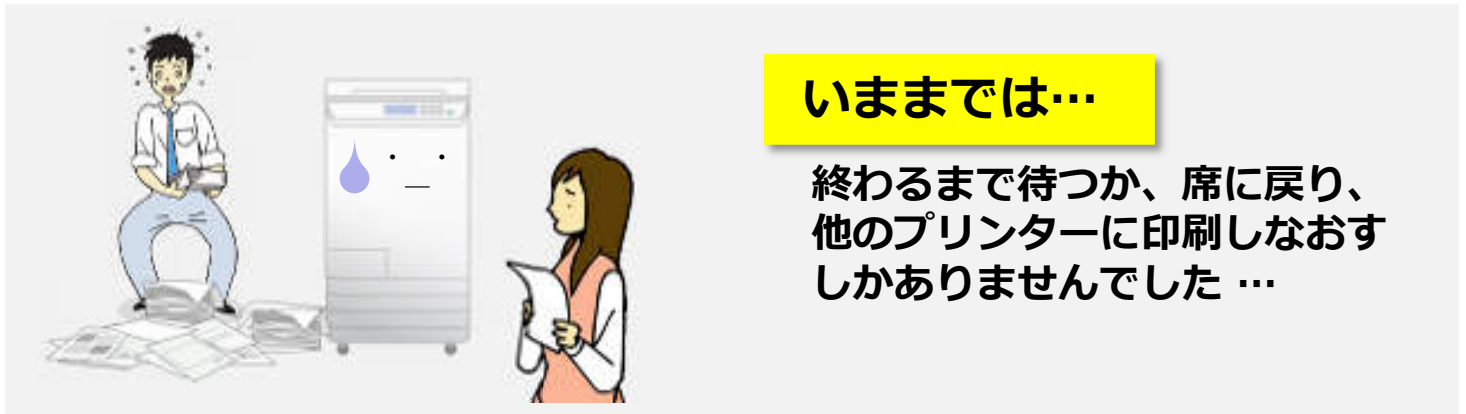 いままでは…
終わるまで待つか、席に戻り、
他のプリンターに印刷しなおす
しかありませんでした …